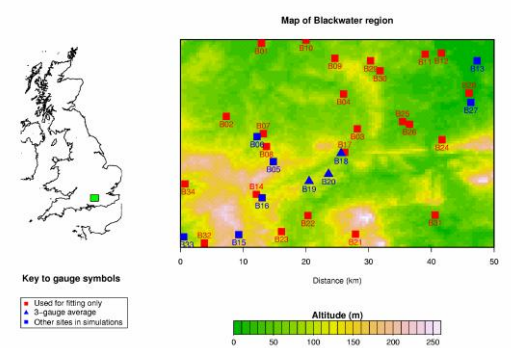 Map of Blackwater region
B01
B10
B09
B29
B30
B11
B12
B13
B04
B27
B02
B07
B06
B08
B03
B25
B26
B24
B17
B18
B05
B19
B20
B34
B14
B16
B22
B31
B33
B32
B15
B23
B21
0 10 20 30 40 50
Distance (km)
Key to gauge symbols
Used for fitting only
3-gauge average
Other sites in simulations
Altitude (m)
0 50 100 150 200 250